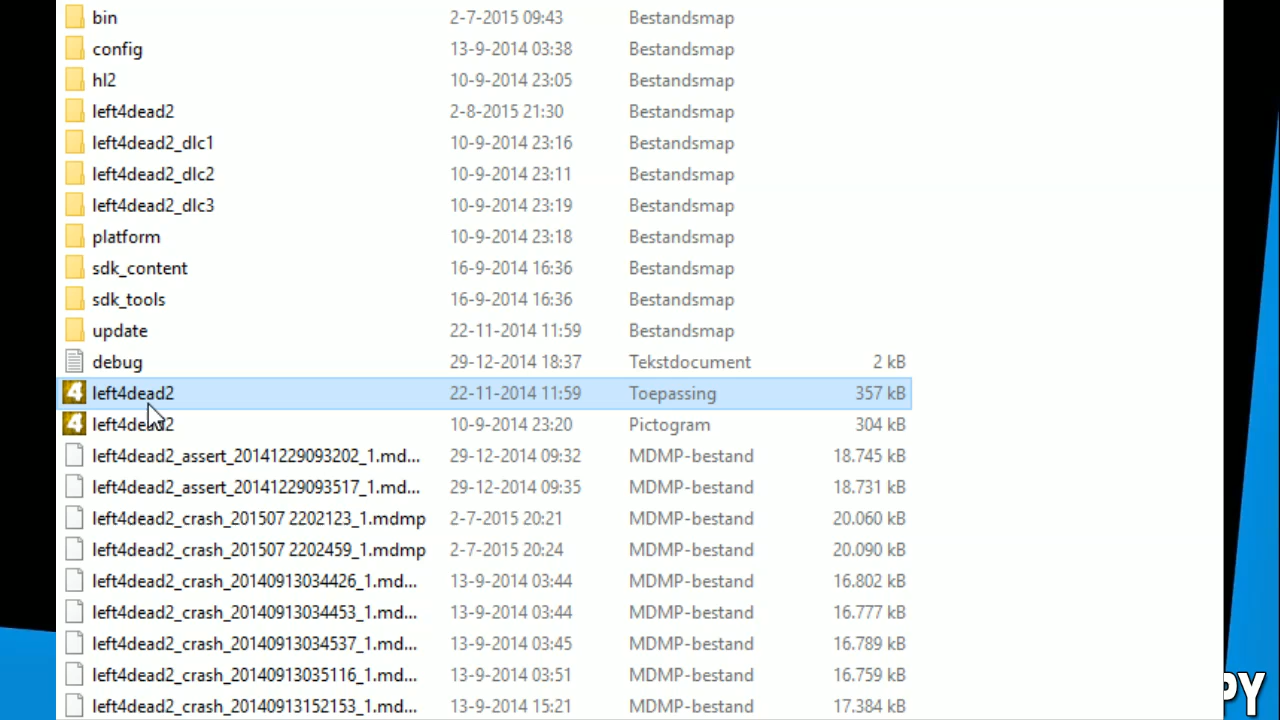 bin 2-7-2015 09:43 Bestandsmap
config 13-9-2014 03:38 Bestandsmap
hl2 10-9-2014 23:05 Bestandsmap
left4dead2 2-8-2015 21:30 Bestandsmap
left4dead2_dlc1 10-9-2014 23:16 Bestandsmap
left4dead2_dlc2 10-9-2014 23:11 Bestandsmap
left4dead2_dlc3 10-9-2014 23:19 Bestandsmap
platform 10-9-2014 23:18 Bestandsmap
sdk_content 16-9-2014 16:36 Bestandsmap
sdk_tools 16-9-2014 16:36 Bestandsmap
update 22-11-2014 11:59 Bestandsmap
debug 29-12-2014 18:37 Tekstdocument 2 kB
left4dead2 22-11-2014 11:59 Toepassing 357 kB
left4dead2 10-9-2014 23:20 Pictogram 304 kB
left4dead2_assert_20141229093202_1.md... 29-12-2014 09:32 MDMP-bestand 18.745 kB
left4dead2_assert_20141229093517_1.md... 29-12-2014 09:35 MDMP-bestand 18.731 kB
left4dead2_crash_201507 2202123_1.mdmp 2-7-2015 20:21 MDMP-bestand 20.060 kB
left4dead2_crash_201507 2202459_1.mdmp 2-7-2015 20:24 MDMP-bestand 20.090 kB
left4dead2_crash_20140913034426_1.md... 13-9-2014 03:44 MDMP-bestand 16.802 kB
left4dead2_crash_20140913034453_1.md... 13-9-2014 03:44 MDMP-bestand 16.777 kB
left4dead2_crash_20140913034537_1.md... 13-9-2014 03:45 MDMP-bestand 16.789 kB
left4dead2_crash_20140913035116_1.md... 13-9-2014 03:51 MDMP-bestand 16.759 kB
left4dead2_crash_20140913152153_1.md... 13-9-2014 15:21 MDMP-bestand 17.384 kB